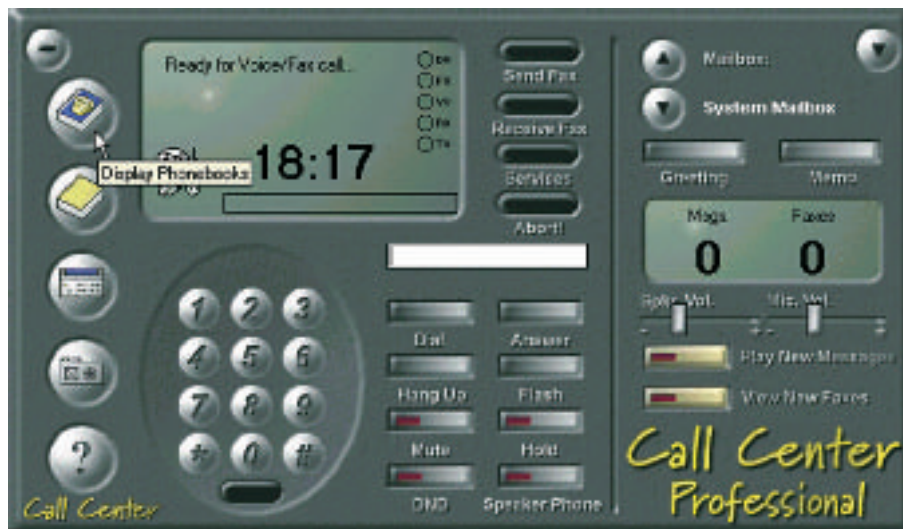 Ready for Voice/Fax call...
18:17
Display Phonebooks
Send Fax
Receive Fax
Services
Abort!
Mailbox:
System Mailbox
Greeting
Memo
Msgs
Faxes
0
0
Spkr. Vol.
Mic. Vol.
- +
- +
Play New Messages
View New Faxes
1 2 3
4 5 6
7 8 9
* 0 #
Dial
Answer
Hang Up
Flash
Mute
Hold
DND
Speaker Phone
?
Call Center
Call Center
Professional